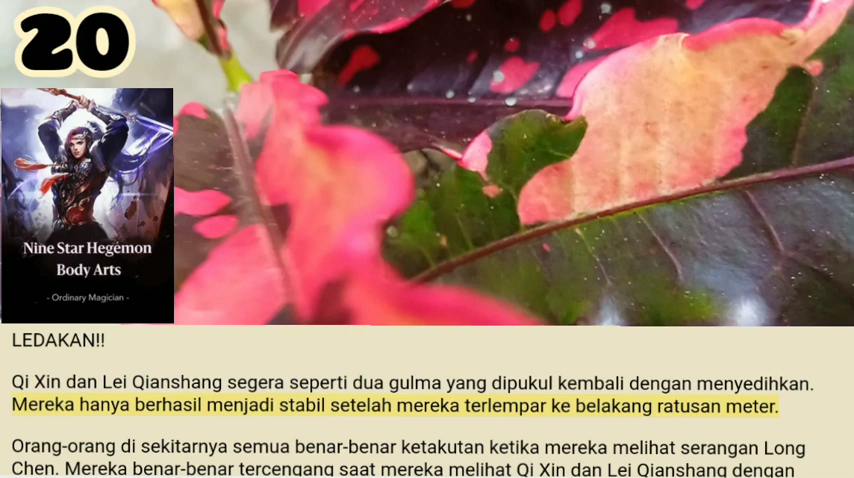 20
Nine Star Hegemon
Body Arts
- Ordinary Magician -
LEDAKAN!!
Qi Xin dan Lei Qianshang segera seperti dua gulma yang dipukul kembali dengan menyedihkan.
Mereka hanya berhasil menjadi stabil setelah mereka terlempar ke belakang ratusan meter.
Orang-orang di sekitarnya semua benar-benar ketakutan ketika mereka melihat serangan Long
Chen. Mereka benar-benar tercengang saat mereka melihat Qi Xin dan Lei Qianshang dengan